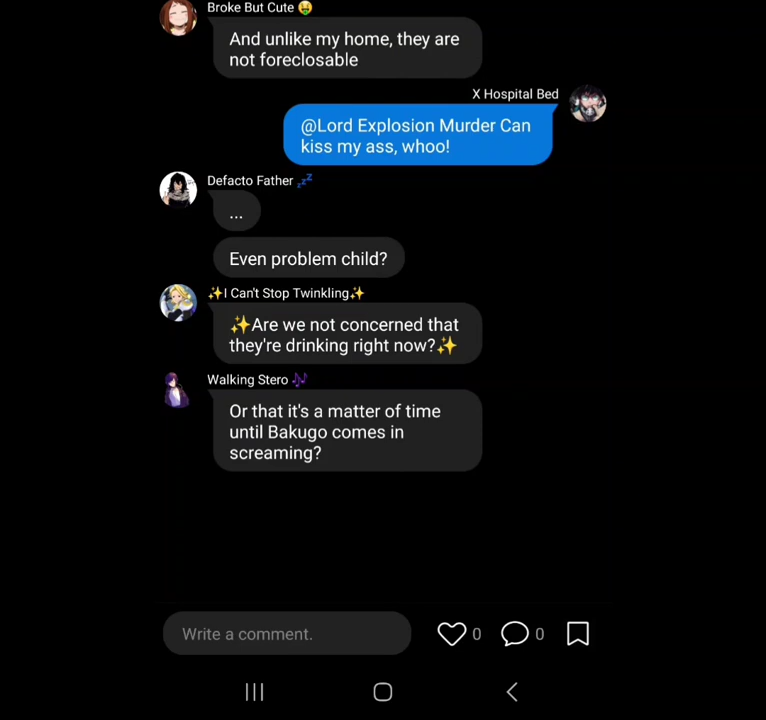 Broke But Cute 🤑
And unlike my home, they are
not foreclosable
X Hospital Bed
@Lord Explosion Murder Can
kiss my ass, whoo!
Defacto Father 💤
...
Even problem child?
✨I Can't Stop Twinkling✨
✨Are we not concerned that
they're drinking right now?✨
Walking Stero 🎶
Or that it's a matter of time
until Bakugo comes in
screaming?
Write a comment.
0
0